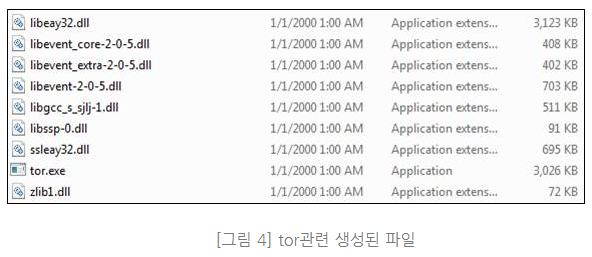 libeay32.dll 1/1/2000 1:00 AM Application extens... 3,123 KB
libevent_core-2-0-5.dll 1/1/2000 1:00 AM Application extens... 408 KB
libevent_extra-2-0-5.dll 1/1/2000 1:00 AM Application extens... 402 KB
libevent-2-0-5.dll 1/1/2000 1:00 AM Application extens... 703 KB
libgcc_s_sjlj-1.dll 1/1/2000 1:00 AM Application extens... 511 KB
libssp-0.dll 1/1/2000 1:00 AM Application extens... 91 KB
ssleay32.dll 1/1/2000 1:00 AM Application extens... 695 KB
tor.exe 1/1/2000 1:00 AM Application 3,026 KB
zlib1.dll 1/1/2000 1:00 AM Application extens... 72 KB
[그림 4] tor관련 생성된 파일